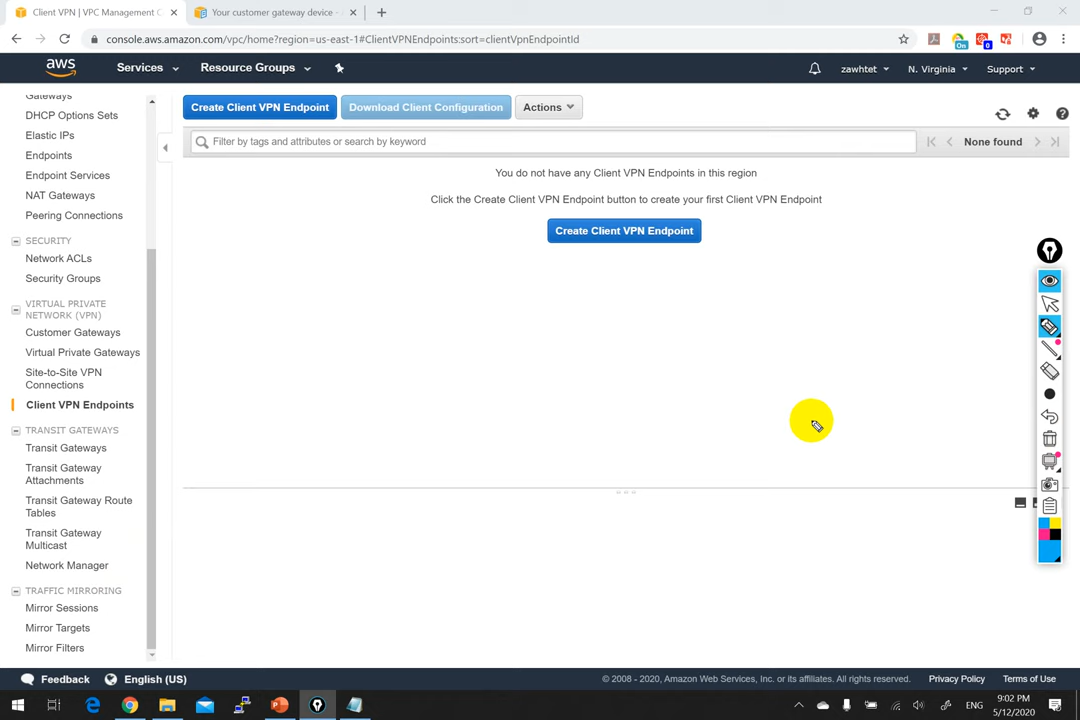 Client VPN | VPC Management C
Your customer gateway device - A
console.aws.amazon.com/vpc/home?region=us-east-1#ClientVPNEndpoints:sort=clientVpnEndpointId
On
0
aws
Services
Resource Groups
zawhtet
N. Virginia
Support
Gateways
DHCP Options Sets
Elastic IPs
Endpoints
Endpoint Services
NAT Gateways
Peering Connections
SECURITY
Network ACLs
Security Groups
VIRTUAL PRIVATE
NETWORK (VPN)
Customer Gateways
Virtual Private Gateways
Site-to-Site VPN
Connections
Client VPN Endpoints
TRANSIT GATEWAYS
Transit Gateways
Transit Gateway
Attachments
Transit Gateway Route
Tables
Transit Gateway
Multicast
Network Manager
TRAFFIC MIRRORING
Mirror Sessions
Mirror Targets
Mirror Filters
Create Client VPN Endpoint
Download Client Configuration
Actions
Filter by tags and attributes or search by keyword
None found
You do not have any Client VPN Endpoints in this region
Click the Create Client VPN Endpoint button to create your first Client VPN Endpoint
Create Client VPN Endpoint
Feedback
English (US)
© 2008 - 2020, Amazon Web Services, Inc. or its affiliates. All rights reserved.
Privacy Policy
Terms of Use
ENG
9:02 PM
5/12/2020